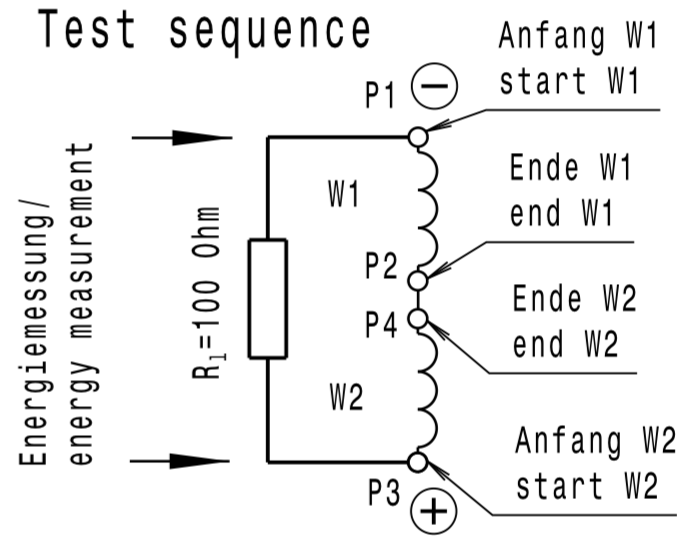 Test sequence
Anfang W1
start W1
P1 −
W1
Ende W1
end W1
P2
Energiemessung/
energy measurement
R₁=100 Ohm
P4
Ende W2
end W2
W2
Anfang W2
start W2
P3 +